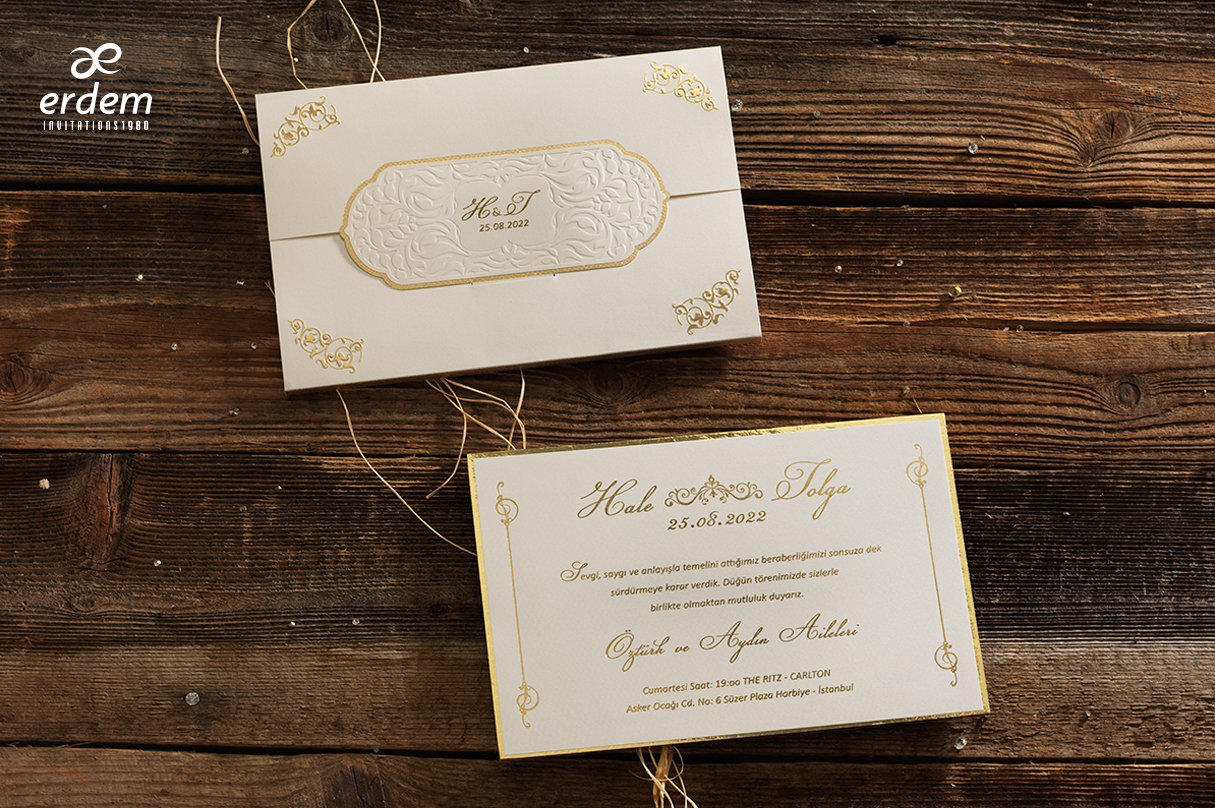 erdem
INVITATIONS1980
H & T
25.08.2022
Hale Tolga
25.08.2022
Sevgi, saygı ve anlayışla temelini attığımız beraberliğimizi sonsuza dek
sürdürmeye karar verdik. Düğün törenimizde sizlerle
birlikte olmaktan mutluluk duyarız.
Öztürk ve Aydın Aileleri
Cumartesi Saat: 19:00 THE RITZ - CARLTON
Asker Ocağı Cd. No: 6 Süzer Plaza Harbiye - İstanbul